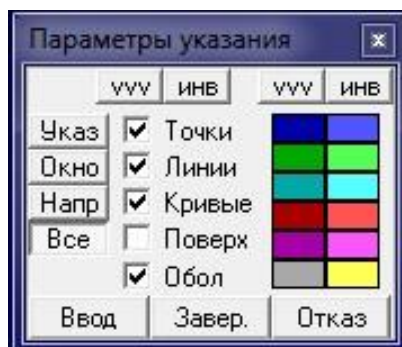 Параметры указания
vvv инв vvv инв
Указ Точки
Окно Линии
Напр Кривые
Все Поверх
Обол
Ввод Завер. Отказ